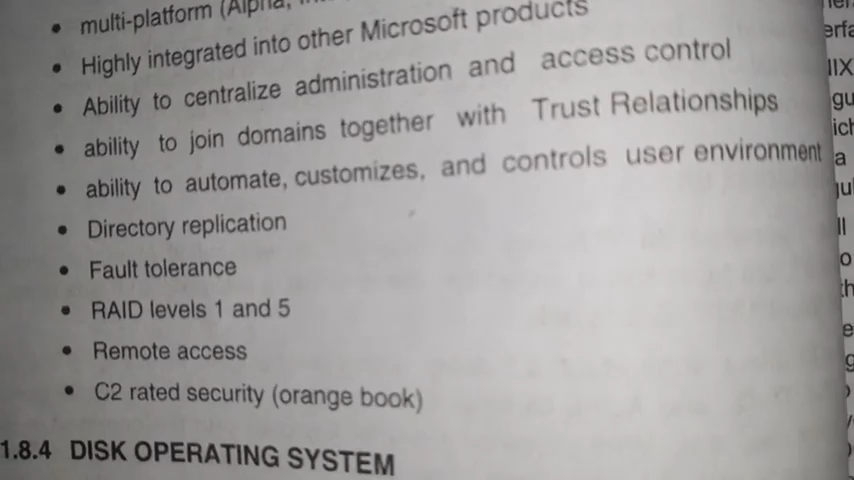 • multi-platform (Alpha,
• Highly integrated into other Microsoft products
• Ability to centralize administration and access control
• ability to join domains together with Trust Relationships
• ability to automate, customizes, and controls user environment
• Directory replication
• Fault tolerance
• RAID levels 1 and 5
• Remote access
• C2 rated security (orange book)
1.8.4 DISK OPERATING SYSTEM